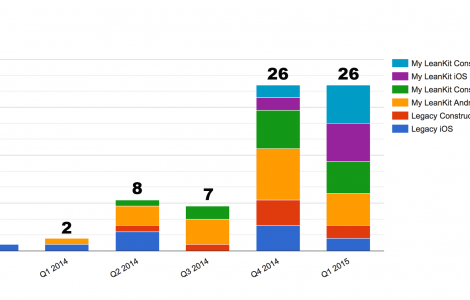 26
26
8
7
2
My LeanKit Cons
My LeanKit iOS
My LeanKit Cons
My LeanKit Andr
Legacy Construc
Legacy iOS
Q1 2014
Q2 2014
Q3 2014
Q4 2014
Q1 2015